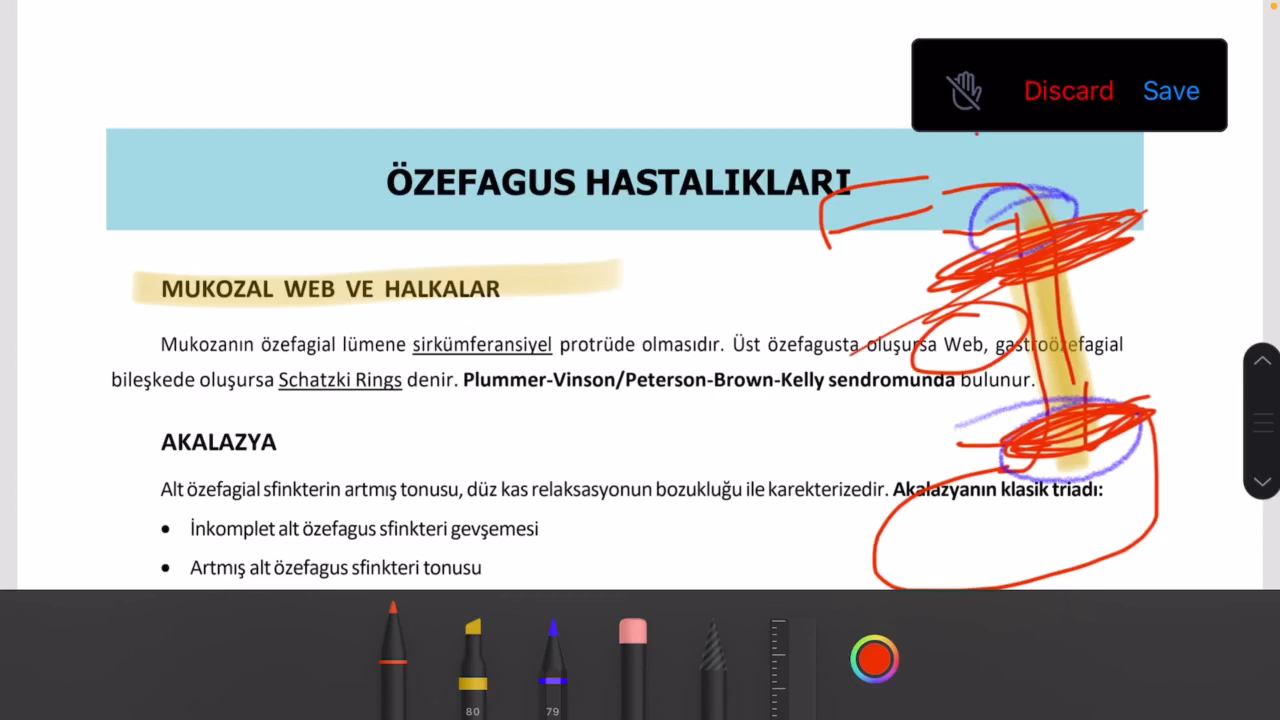 Discard Save
ÖZEFAGUS HASTALIKLARI
MUKOZAL WEB VE HALKALAR
Mukozanın özefagial lümene sirkümferansiyel protrüde olmasıdır. Üst özefagusta oluşursa Web, gastroözefagial
bileşkede oluşursa Schatzki Rings denir. Plummer-Vinson/Peterson-Brown-Kelly sendromunda bulunur.
AKALAZYA
Alt özefagial sfinkterin artmış tonusu, düz kas relaksasyonun bozukluğu ile karekterizedir. Akalazyanın klasik triadı:
• İnkomplet alt özefagus sfinkteri gevşemesi
• Artmış alt özefagus sfinkteri tonusu
80 79